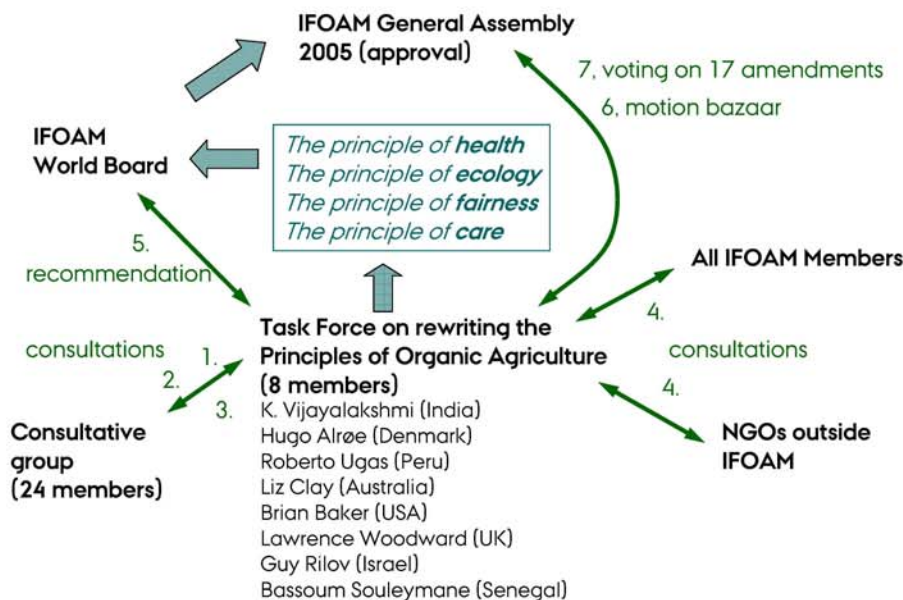 IFOAM General Assembly
2005 (approval)
7, voting on 17 amendments
6, motion bazaar
IFOAM
World Board
The principle of health
The principle of ecology
The principle of fairness
The principle of care
5.
recommendation
All IFOAM Members
4.
Task Force on rewriting the
Principles of Organic Agriculture
(8 members)
consultations
1.
2.
3.
consultations
4.
K. Vijayalakshmi (India)
Hugo Alrøe (Denmark)
Roberto Ugas (Peru)
Liz Clay (Australia)
Brian Baker (USA)
Lawrence Woodward (UK)
Guy Rilov (Israel)
Bassoum Souleymane (Senegal)
Consultative
group
(24 members)
NGOs outside
IFOAM